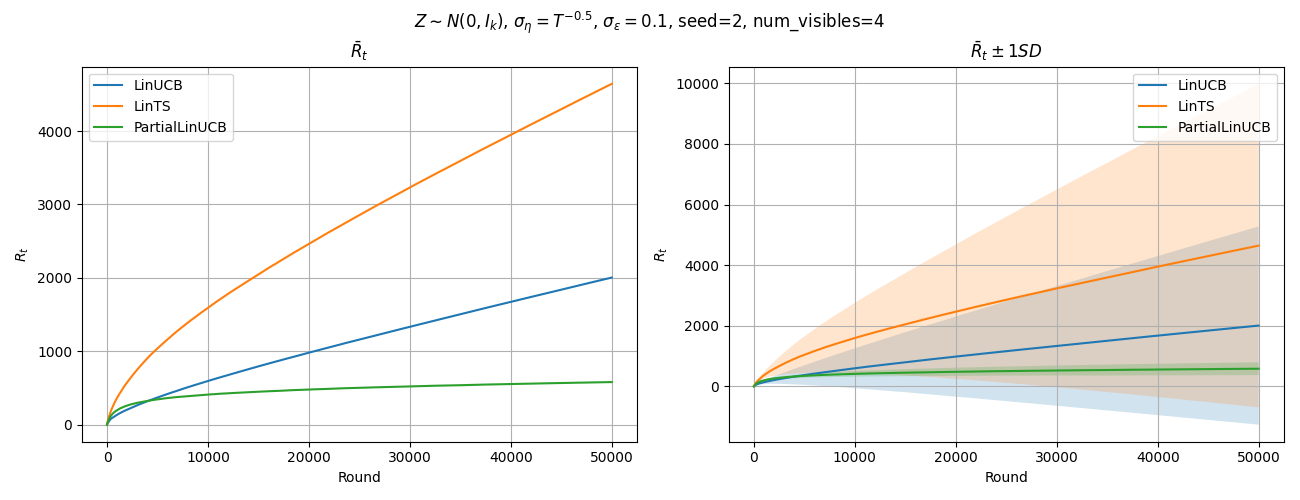 Z ~ N(0, I_k), σ_η = T^{-0.5}, σ_ε = 0.1, seed=2, num_visibles=4
R̄_t
LinUCB
LinTS
PartialLinUCB
R_t
4000
3000
2000
1000
0
0
10000
20000
30000
40000
50000
Round
R̄_t ± 1SD
LinUCB
LinTS
PartialLinUCB
R_t
10000
8000
6000
4000
2000
0
0
10000
20000
30000
40000
50000
Round